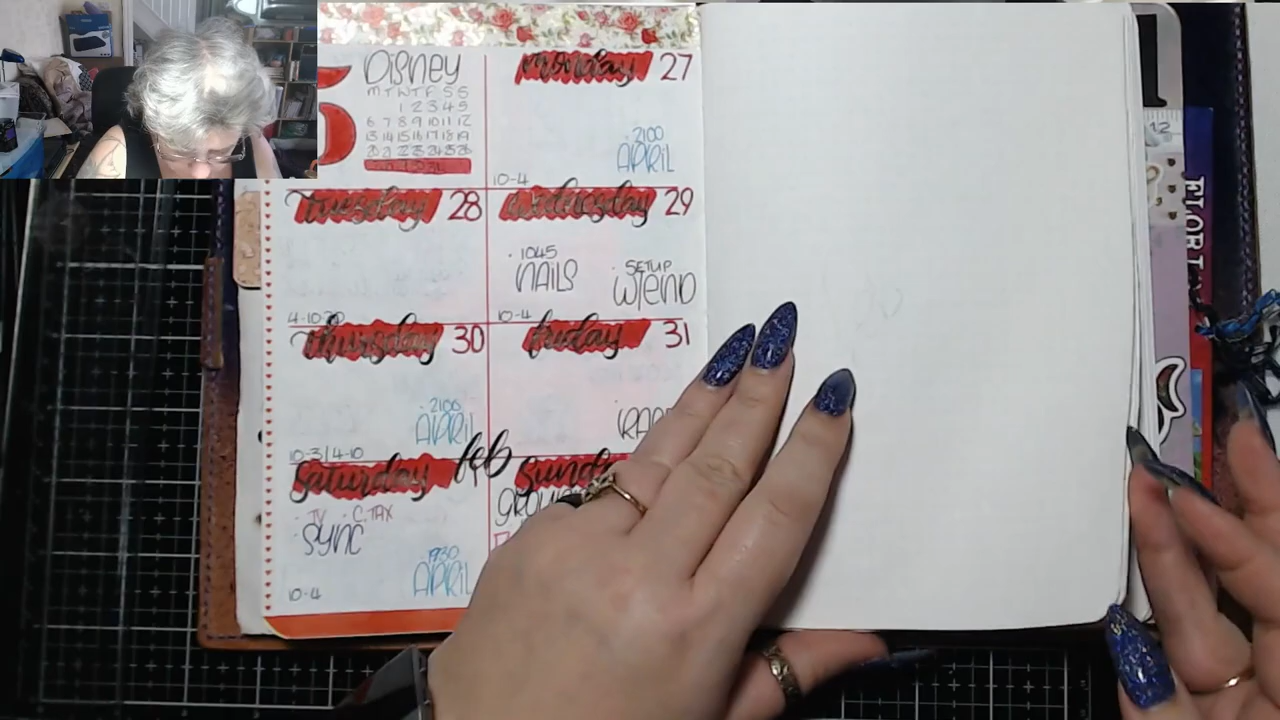 5
DISNEY
M T W T F S S
1 2 3 4 5
6 7 8 9 10 11 12
13 14 15 16 17 18 19
20 21 22 23 24 25 26
monday 27
2100
APRIL
10-4
tuesday 28
wednesday 29
1045
NAILS
SETUP
W/END
10-4
thursday 30
friday 31
2100
APRIL
10-3/4-10
saturday feb
TV C.TAX
SYNC
1930
APRIL
10-4
12